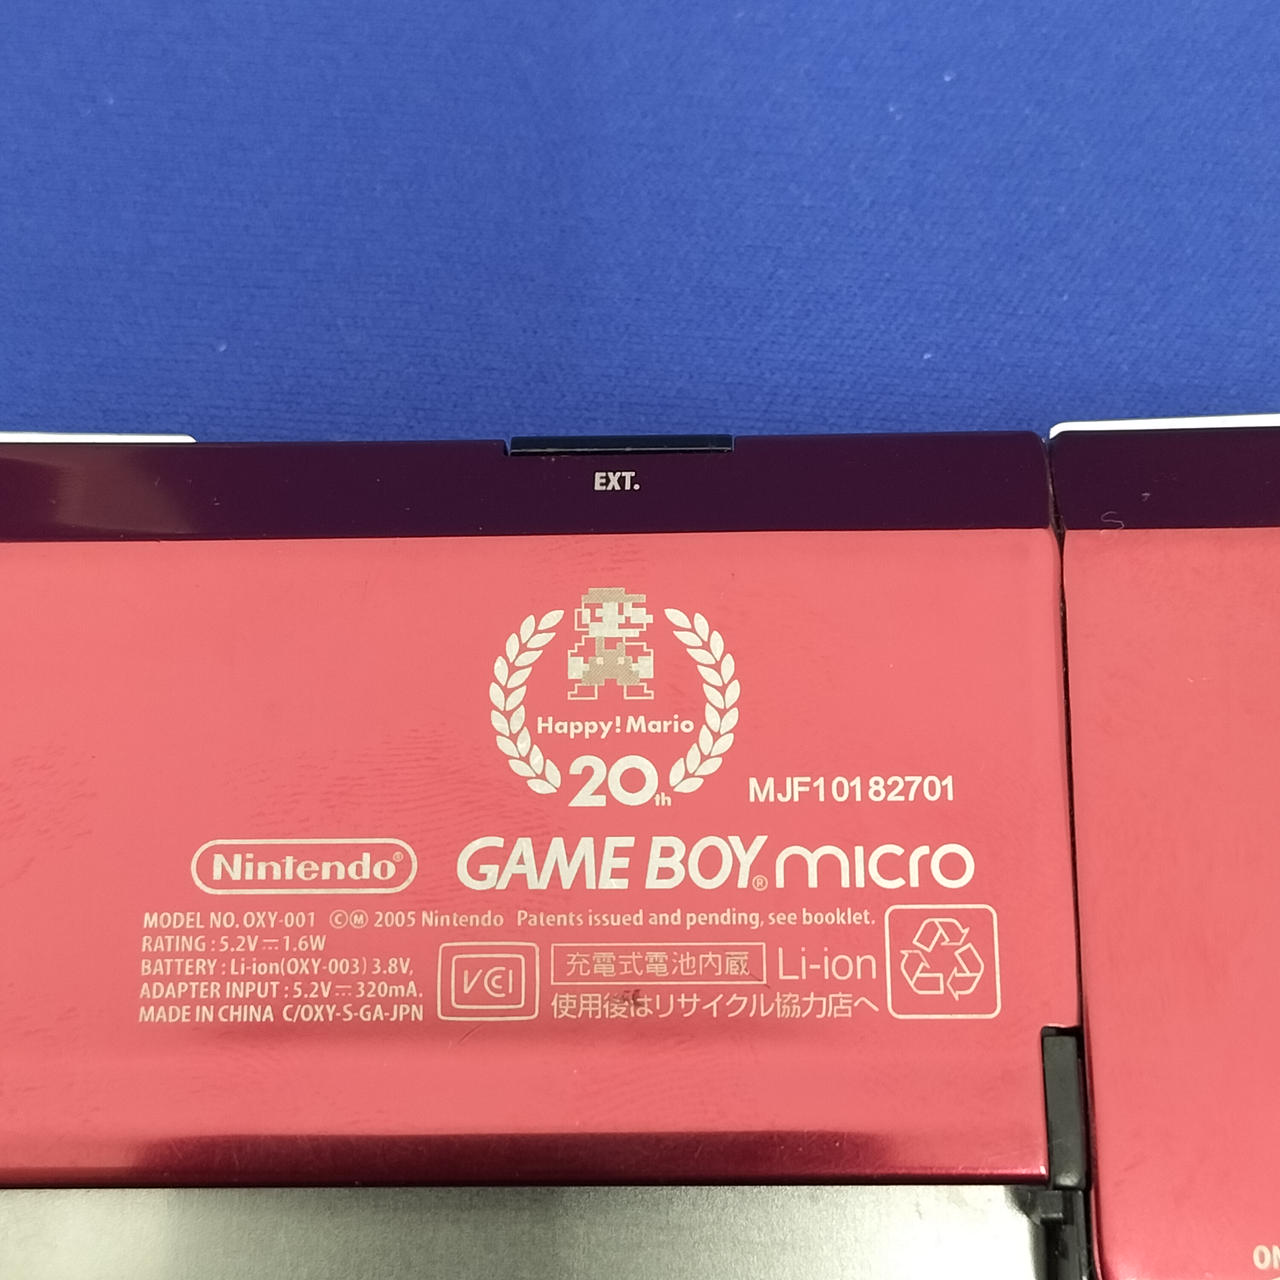 EXT.
Happy! Mario
20th
MJF10182701
Nintendo®
GAME BOY® micro
MODEL NO. OXY-001 ©Ⓜ 2005 Nintendo Patents issued and pending, see booklet.
RATING : 5.2V⎓1.6W
BATTERY : Li-ion(OXY-003) 3.8V,
ADAPTER INPUT : 5.2V⎓320mA,
MADE IN CHINA C/OXY-S-GA-JPN
VCI
充電式電池内蔵 Li-ion
使用後はリサイクル協力店へ